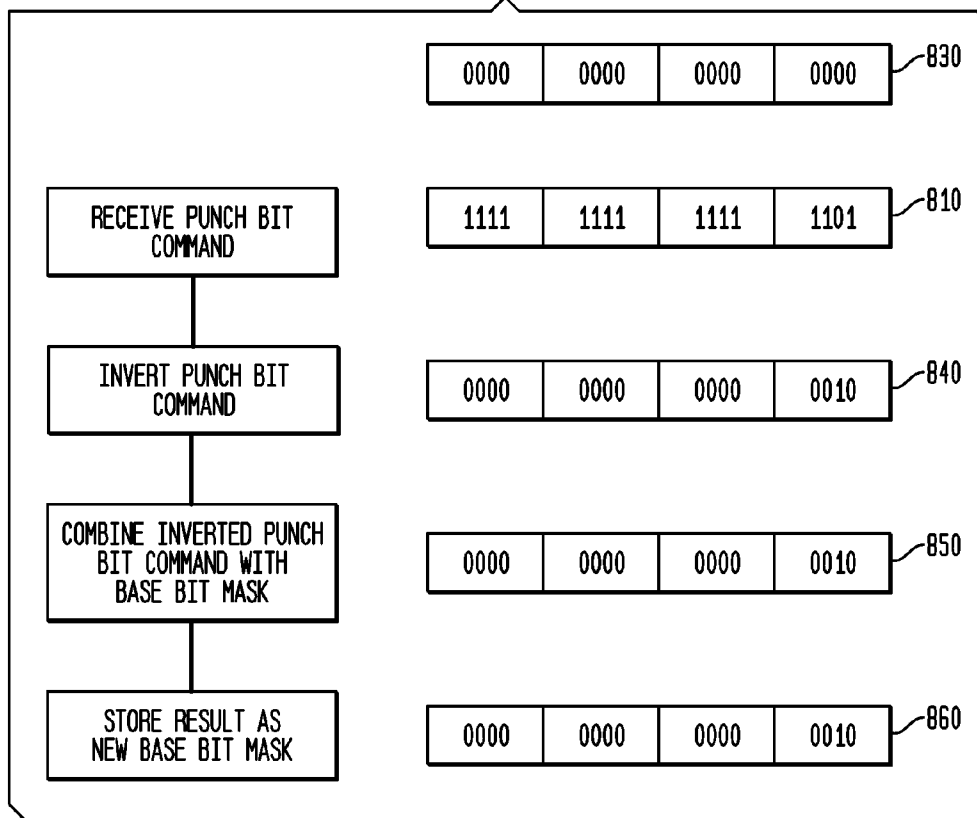 0000 0000 0000 0000 830
RECEIVE PUNCH BIT
COMMAND
1111 1111 1111 1101 810
INVERT PUNCH BIT
COMMAND
0000 0000 0000 0010 840
COMBINE INVERTED PUNCH
BIT COMMAND WITH
BASE BIT MASK
0000 0000 0000 0010 850
STORE RESULT AS
NEW BASE BIT MASK
0000 0000 0000 0010 860